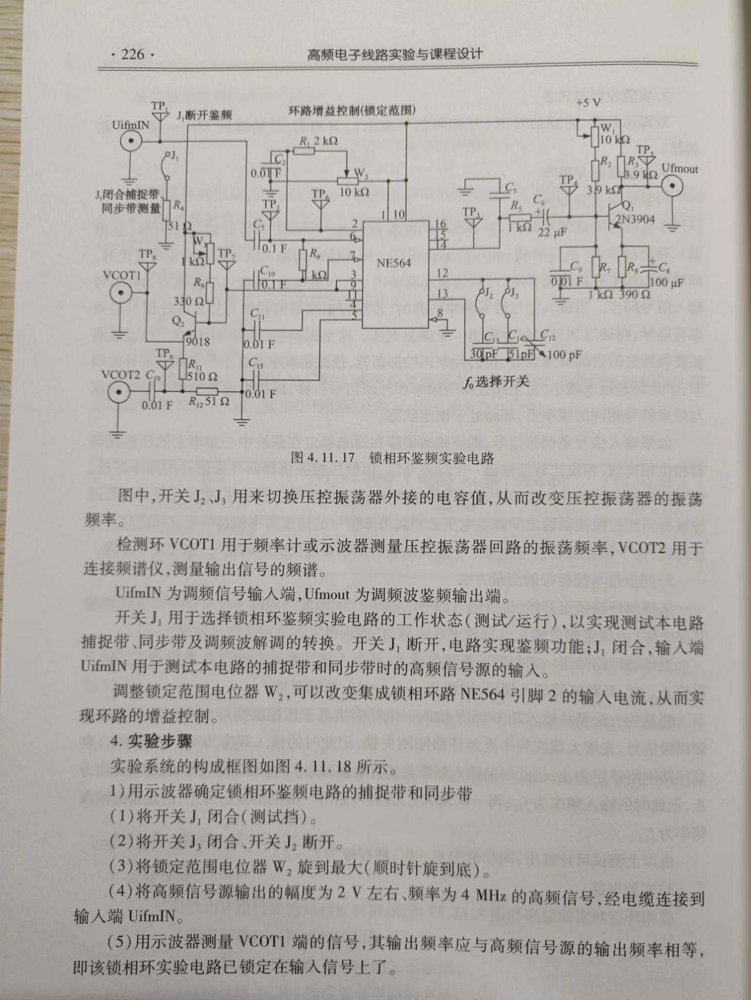 · 226 ·
高频电子线路实验与课程设计
TP₁
J₁断开鉴频
环路增益控制(锁定范围)
+5 V
UifmIN
R₁ 2 kΩ
W₁
10 kΩ
J₁
C₂
0.01 F
W₂
10 kΩ
R₂
3.9 kΩ
R₃
3.9 kΩ
TP₅
Ufmout
J₁闭合捕捉带、
同步带测量
R₄
51 Ω
TP₂
TP₆
1
10
C₅
TP₄
TP₃
R₅
1 kΩ
C₆
+
22 μF
Q₁
2N3904
C₇
0.1 F
2
6
7
3
9
11
4
5
NE564
16
15
14
12
13
8
W₃
1 kΩ
TP₇
R₆
1 kΩ
TP₈
VCOT1
R₉
330 Ω
C₁₀
0.1 F
C₉
0.01 F
R₇
1 kΩ
R₈
390 Ω
+
C₈
100 μF
J₂
J₃
Q₂
9018
C₁₁
0.01 F
C₁₃
30 pF
C₁₄
51pF
C₁₂
100 pF
TP₉
R₁₁
510 Ω
VCOT2
C₁₉
0.01 F
R₁₂ 51 Ω
C₁₅
0.01 F
f₀选择开关
图 4. 11. 17 锁相环鉴频实验电路
图中,开关 J₂、J₃ 用来切换压控振荡器外接的电容值,从而改变压控振荡器的振荡
频率。
检测环 VCOT1 用于频率计或示波器测量压控振荡器回路的振荡频率,VCOT2 用于
连接频谱仪,测量输出信号的频谱。
UifmIN 为调频信号输入端,Ufmout 为调频波鉴频输出端。
开关 J₁ 用于选择锁相环鉴频实验电路的工作状态(测试/运行),以实现测试本电路
捕捉带、同步带及调频波解调的转换。开关 J₁ 断开,电路实现鉴频功能;J₁ 闭合,输入端
UifmIN 用于测试本电路的捕捉带和同步带时的高频信号源的输入。
调整锁定范围电位器 W₂,可以改变集成锁相环路 NE564 引脚 2 的输入电流,从而实
现环路的增益控制。
4. 实验步骤
实验系统的构成框图如图 4. 11. 18 所示。
1)用示波器确定锁相环鉴频电路的捕捉带和同步带
(1)将开关 J₁ 闭合(测试挡)。
(2)将开关 J₃ 闭合、开关 J₂ 断开。
(3)将锁定范围电位器 W₂ 旋到最大(顺时针旋到底)。
(4)将高频信号源输出的幅度为 2 V 左右、频率为 4 MHz 的高频信号,经电缆连接到
输入端 UifmIN。
(5)用示波器测量 VCOT1 端的信号,其输出频率应与高频信号源的输出频率相等,
即该锁相环实验电路已锁定在输入信号上了。